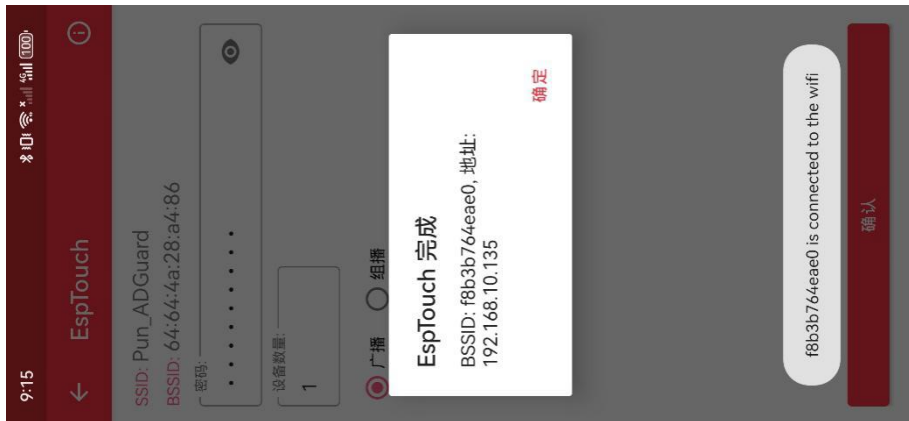 9:15
4G 100
EspTouch
SSID: Pun_ADGuard
BSSID: 64:64:4a:28:a4:86
密码:
设备数量:
1
广播 组播
EspTouch 完成
BSSID: f8b3b764eae0, 地址:
192.168.10.135
确定
f8b3b764eae0 is connected to the wifi
确认